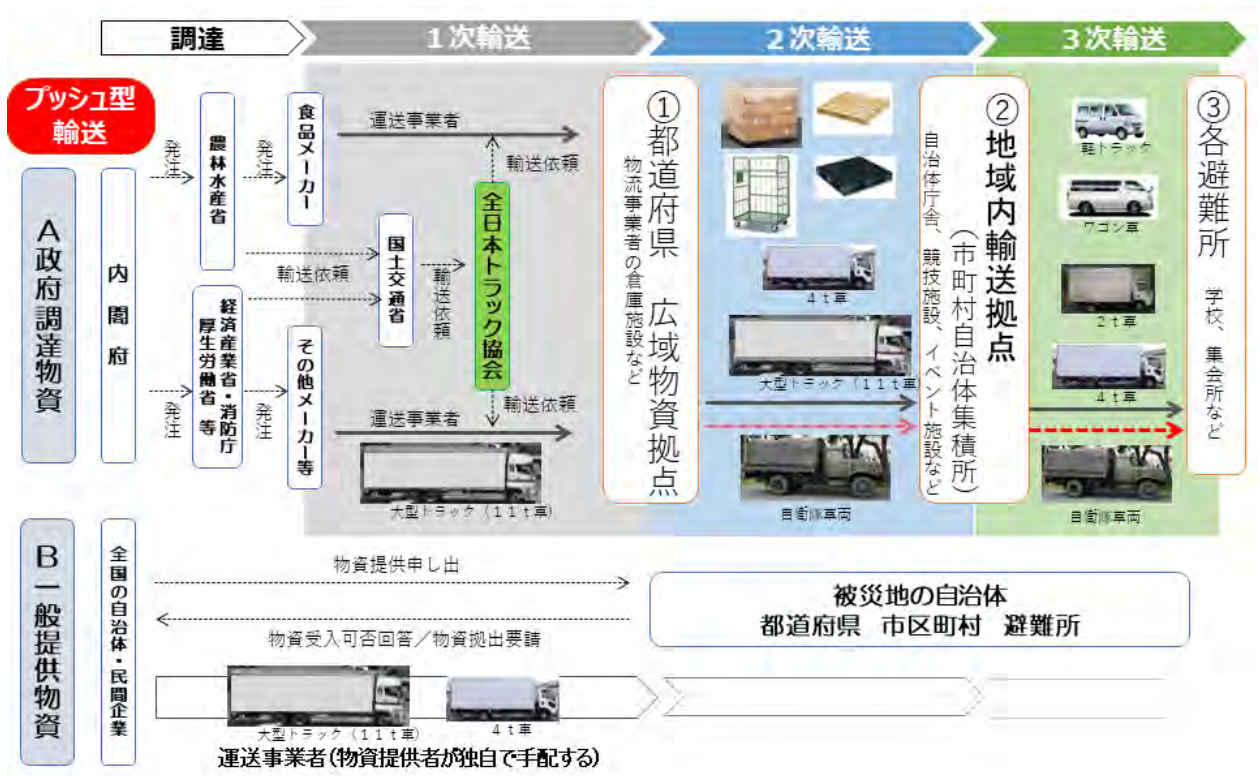 調達
１次輸送
２次輸送
３次輸送
プッシュ型
輸送
A政府調達物資
内閣府
発注
農林水産省
発注
食品メーカー
運送事業者
輸送依頼
輸送依頼
国土交通省
輸送依頼
全日本トラック協会
発注
経済産業省・消防庁
厚生労働省 等
発注
その他メーカー等
輸送依頼
運送事業者
大型トラック（１１ｔ車）
①都道府県 広域物資拠点
物流事業者の倉庫施設など
4ｔ車
大型トラック（１１ｔ車）
自衛隊車両
②地域内輸送拠点
（市町村自治体集積所）
自治体庁舎、競技施設、イベント施設など
軽トラック
ワゴン車
2ｔ車
4ｔ車
自衛隊車両
③各避難所
学校、集会所など
B一般提供物資
全国の自治体・民間企業
物資提供申し出
物資受入可否回答／物資拠出要請
被災地の自治体
都道府県 市区町村 避難所
大型トラック（１１ｔ車）
4ｔ車
運送事業者(物資提供者が独自で手配する)